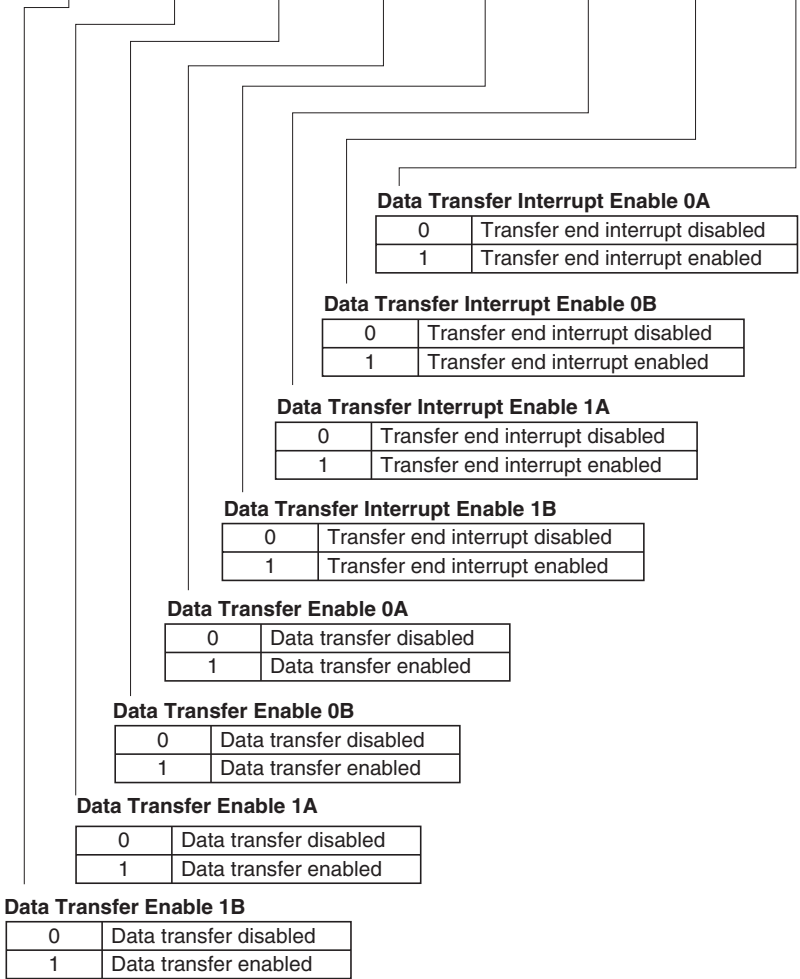 Data Transfer Interrupt Enable 0A
0 Transfer end interrupt disabled
1 Transfer end interrupt enabled
Data Transfer Interrupt Enable 0B
0 Transfer end interrupt disabled
1 Transfer end interrupt enabled
Data Transfer Interrupt Enable 1A
0 Transfer end interrupt disabled
1 Transfer end interrupt enabled
Data Transfer Interrupt Enable 1B
0 Transfer end interrupt disabled
1 Transfer end interrupt enabled
Data Transfer Enable 0A
0 Data transfer disabled
1 Data transfer enabled
Data Transfer Enable 0B
0 Data transfer disabled
1 Data transfer enabled
Data Transfer Enable 1A
0 Data transfer disabled
1 Data transfer enabled
Data Transfer Enable 1B
0 Data transfer disabled
1 Data transfer enabled